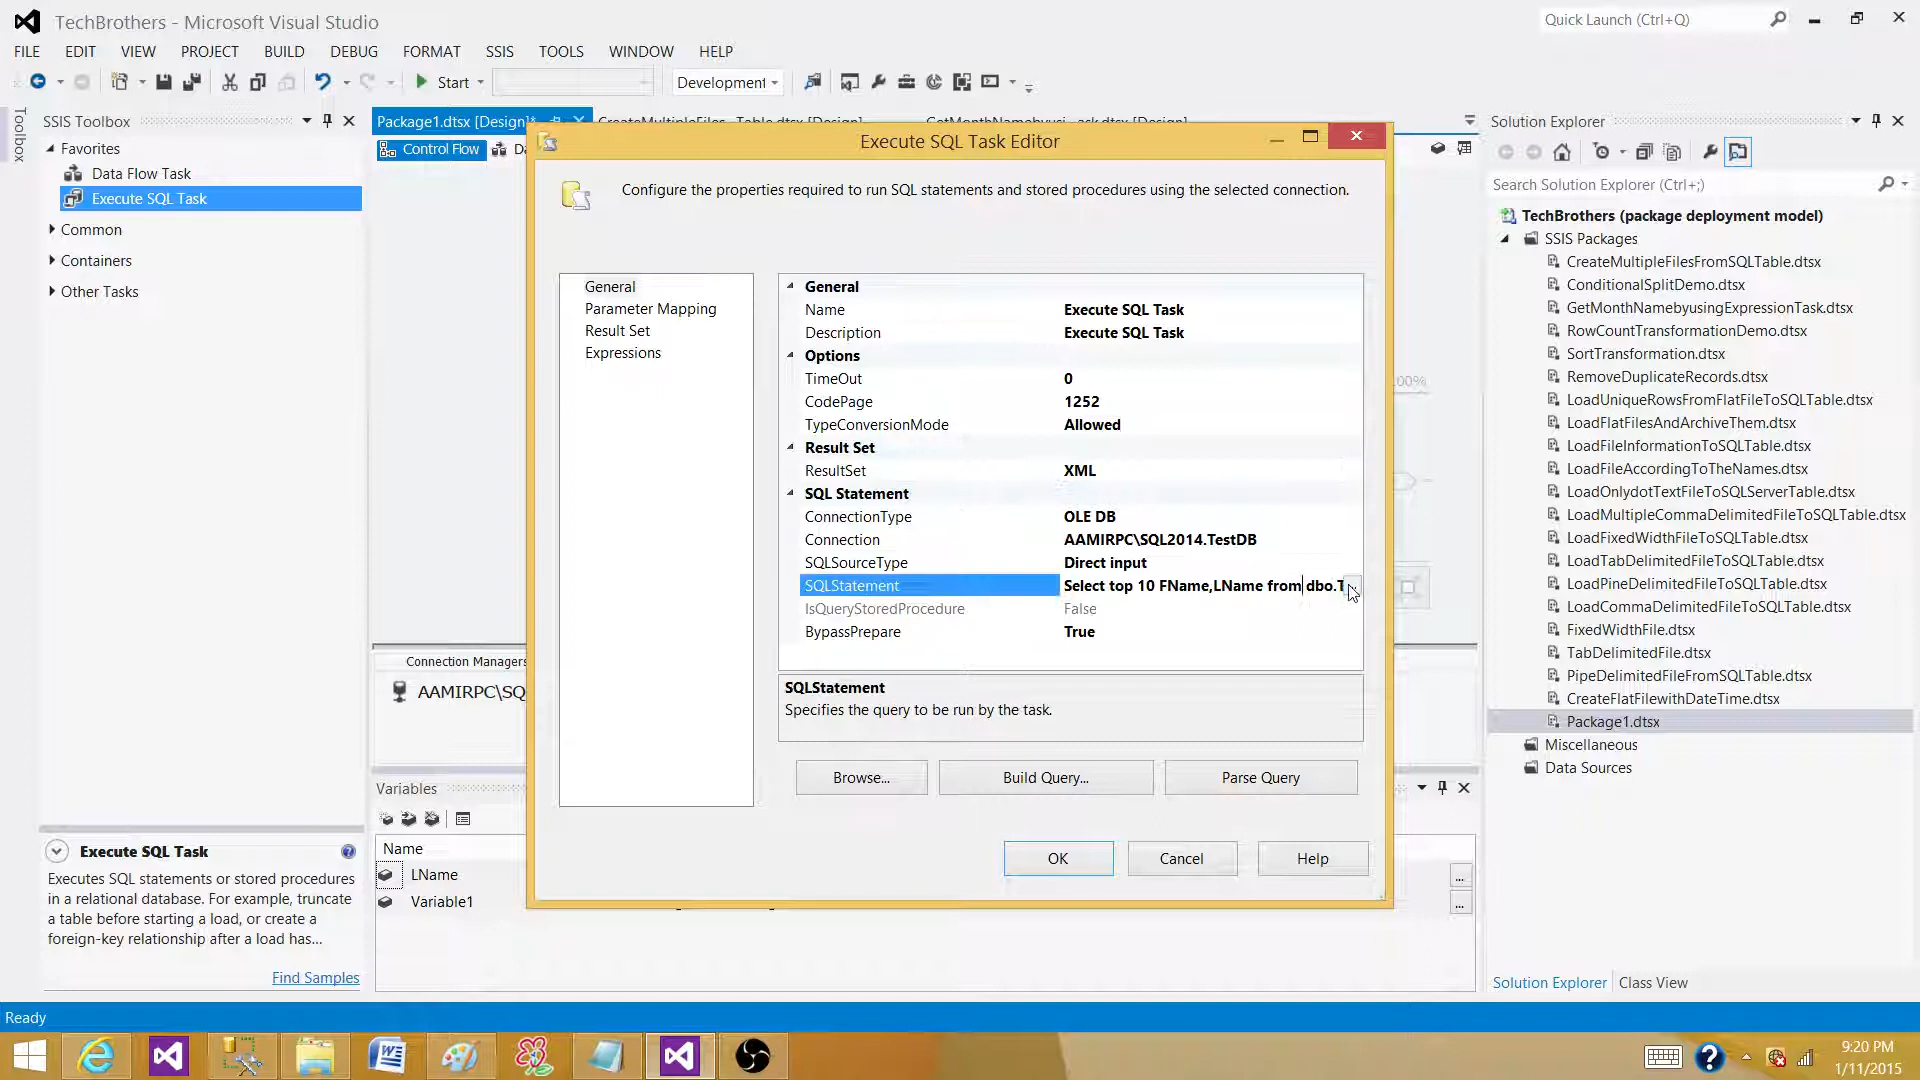 TechBrothers - Microsoft Visual Studio
Quick Launch (Ctrl+Q)
FILE EDIT VIEW PROJECT BUILD DEBUG FORMAT SSIS TOOLS WINDOW HELP
Start
Development
Toolbox
SSIS Toolbox
Favorites
Data Flow Task
Execute SQL Task
Common
Containers
Other Tasks
Package1.dtsx [Design]*
Control Flow
Execute SQL Task Editor
Configure the properties required to run SQL statements and stored procedures using the selected connection.
General
Parameter Mapping
Result Set
Expressions
General
Name Execute SQL Task
Description Execute SQL Task
Options
TimeOut 0
CodePage 1252
TypeConversionMode Allowed
Result Set
ResultSet XML
SQL Statement
ConnectionType OLE DB
Connection AAMIRPC\SQL2014.TestDB
SQLSourceType Direct input
SQLStatement Select top 10 FName,LName from dbo.T
IsQueryStoredProcedure False
BypassPrepare True
SQLStatement
Specifies the query to be run by the task.
Browse... Build Query... Parse Query
OK Cancel Help
Connection Managers
AAMIRPC\SQ
Variables
Name
LName
...
Variable1
...
Execute SQL Task
Executes SQL statements or stored procedures
in a relational database. For example, truncate
a table before starting a load, or create a
foreign-key relationship after a load has...
Find Samples
Solution Explorer
Search Solution Explorer (Ctrl+;)
TechBrothers (package deployment model)
SSIS Packages
CreateMultipleFilesFromSQLTable.dtsx
ConditionalSplitDemo.dtsx
GetMonthNamebyusingExpressionTask.dtsx
RowCountTransformationDemo.dtsx
SortTransformation.dtsx
RemoveDuplicateRecords.dtsx
LoadUniqueRowsFromFlatFileToSQLTable.dtsx
LoadFlatFilesAndArchiveThem.dtsx
LoadFileInformationToSQLTable.dtsx
LoadFileAccordingToTheNames.dtsx
LoadOnlydotTextFileToSQLServerTable.dtsx
LoadMultipleCommaDelimitedFileToSQLTable.dtsx
LoadFixedWidthFileToSQLTable.dtsx
LoadTabDelimitedFileToSQLTable.dtsx
LoadPineDelimitedFileToSQLTable.dtsx
LoadCommaDelimitedFileToSQLTable.dtsx
FixedWidthFile.dtsx
TabDelimitedFile.dtsx
PipeDelimitedFileFromSQLTable.dtsx
CreateFlatFilewithDateTime.dtsx
Package1.dtsx
Miscellaneous
Data Sources
Solution Explorer Class View
Ready
9:20 PM
1/11/2015